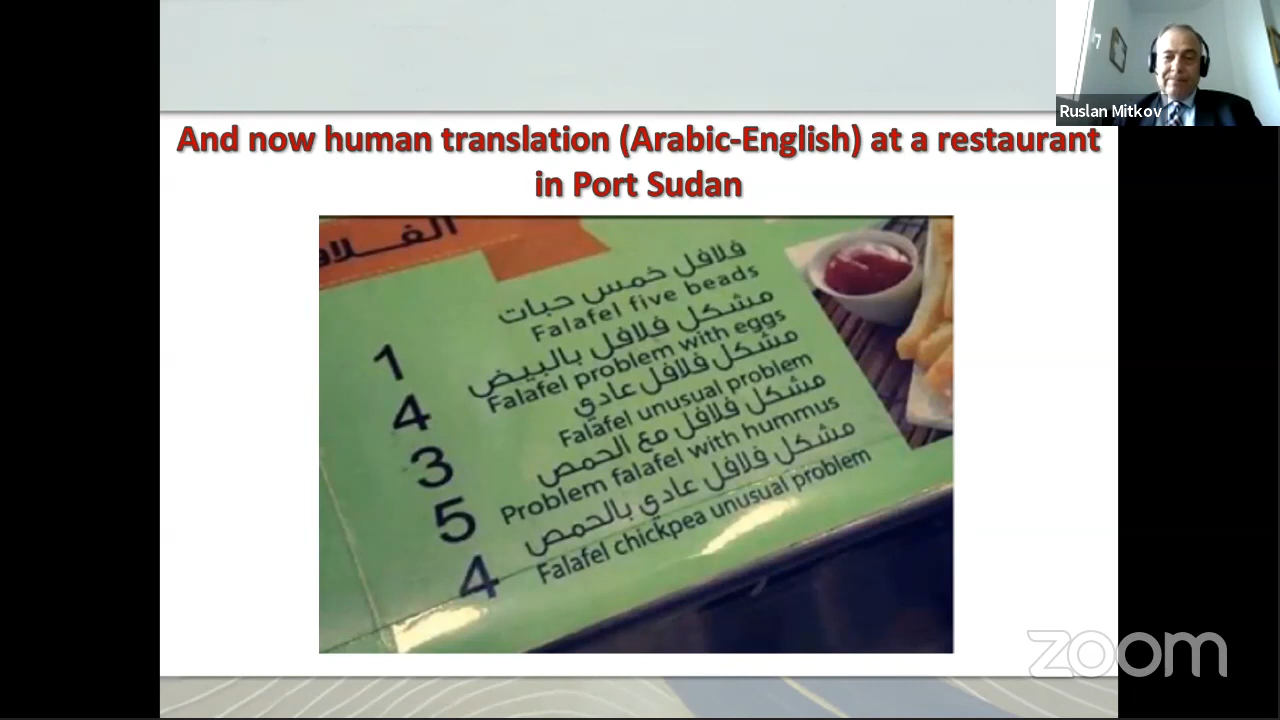 Ruslan Mitkov
And now human translation (Arabic-English) at a restaurant
in Port Sudan
فلافل خمس حبات
Falafel five beads
1
مشكل فلافل بالبيض
Falafel problem with eggs
4
مشكل فلافل عادي
Falafel unusual problem
3
مشكل فلافل مع الحمص
Problem falafel with hummus
5
مشكل فلافل عادي بالحمص
Falafel chickpea unusual problem
4
zoom